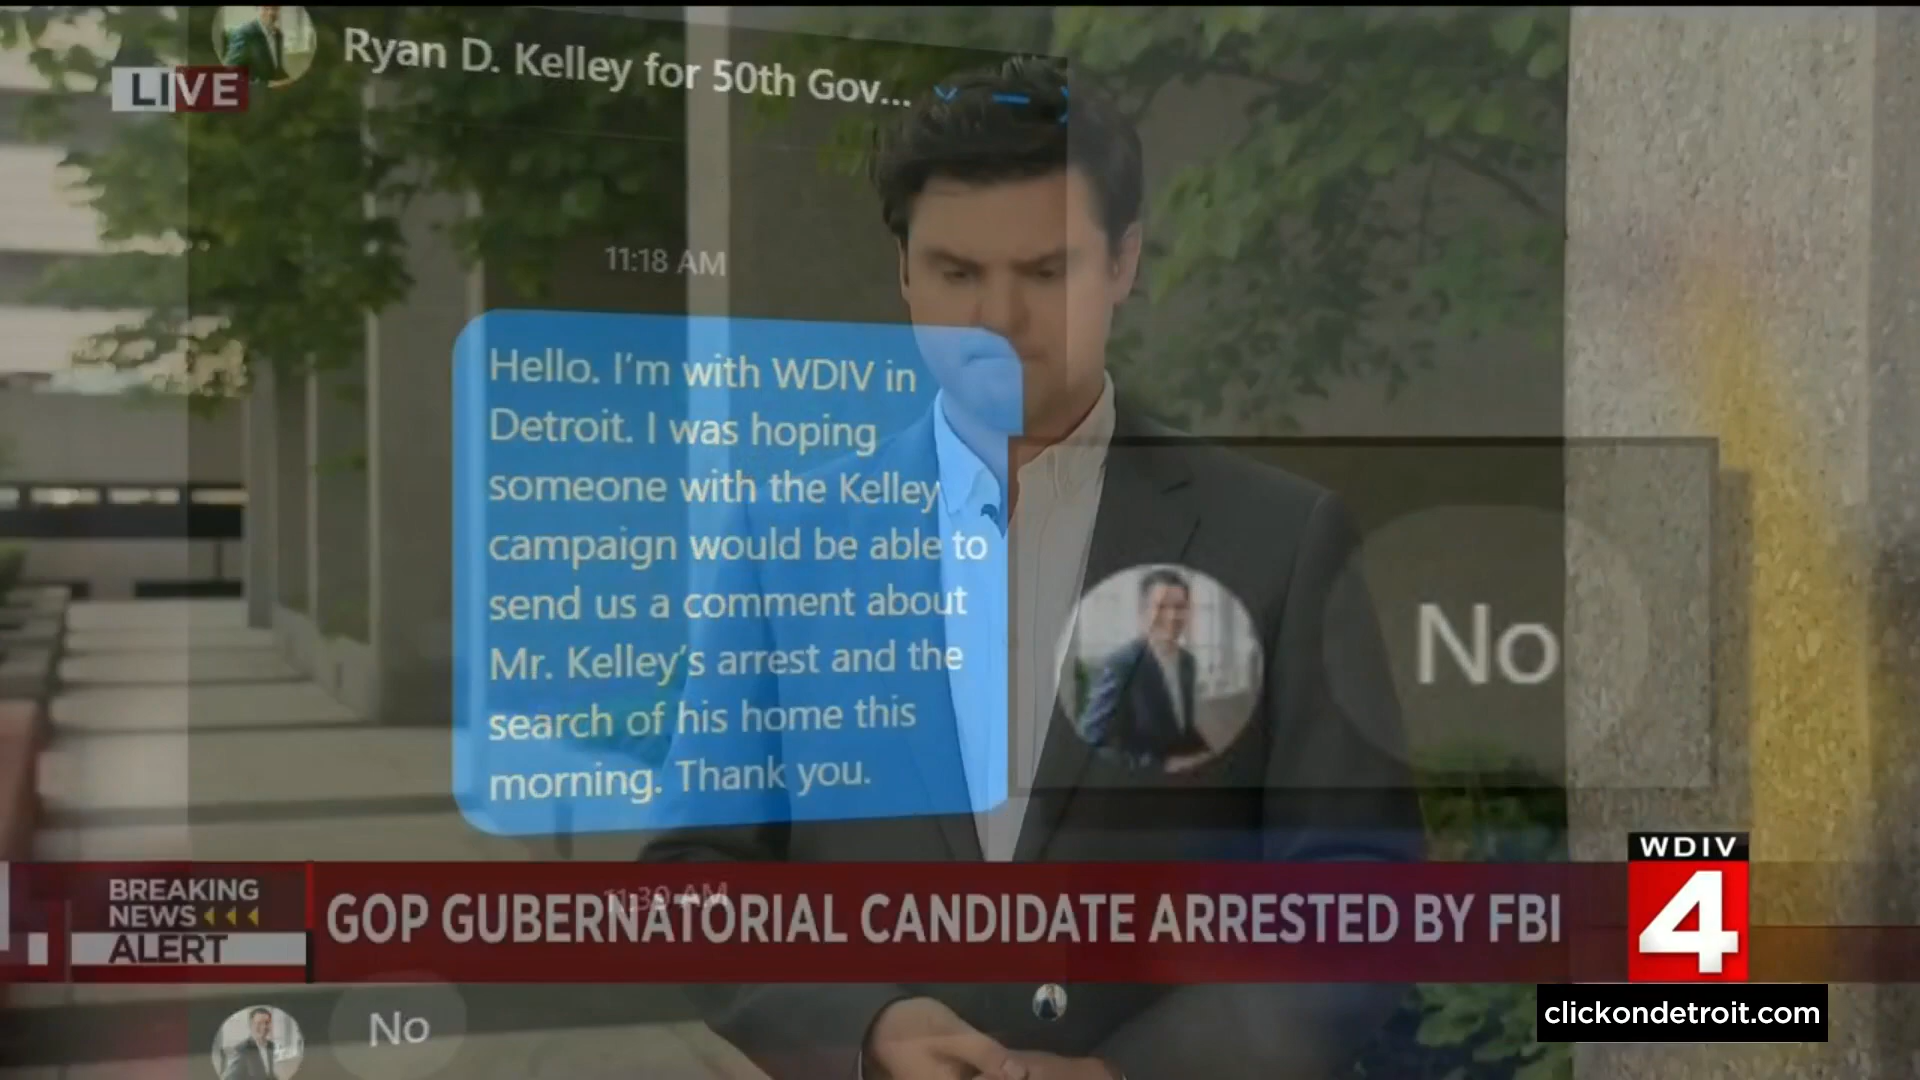 Ryan D. Kelley for 50th Gov...
LIVE
11:18 AM
Hello. I'm with WDIV in
Detroit. I was hoping
someone with the Kelley
campaign would be able to
send us a comment about
Mr. Kelley's arrest and the
search of his home this
morning. Thank you.
No
WDIV
4
BREAKING
NEWS
ALERT
11:39 AM
GOP GUBERNATORIAL CANDIDATE ARRESTED BY FBI
No
clickondetroit.com